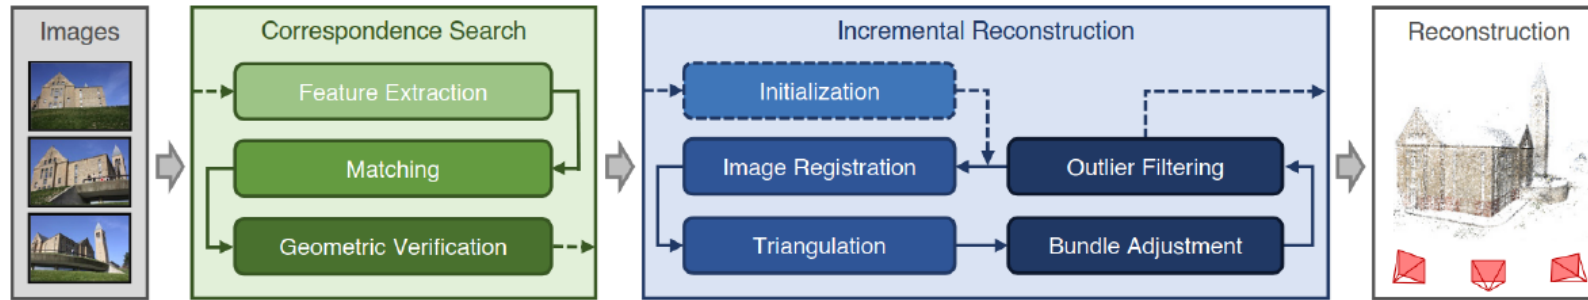 Images
Correspondence Search
Feature Extraction
Matching
Geometric Verification
Incremental Reconstruction
Initialization
Image Registration
Outlier Filtering
Triangulation
Bundle Adjustment
Reconstruction